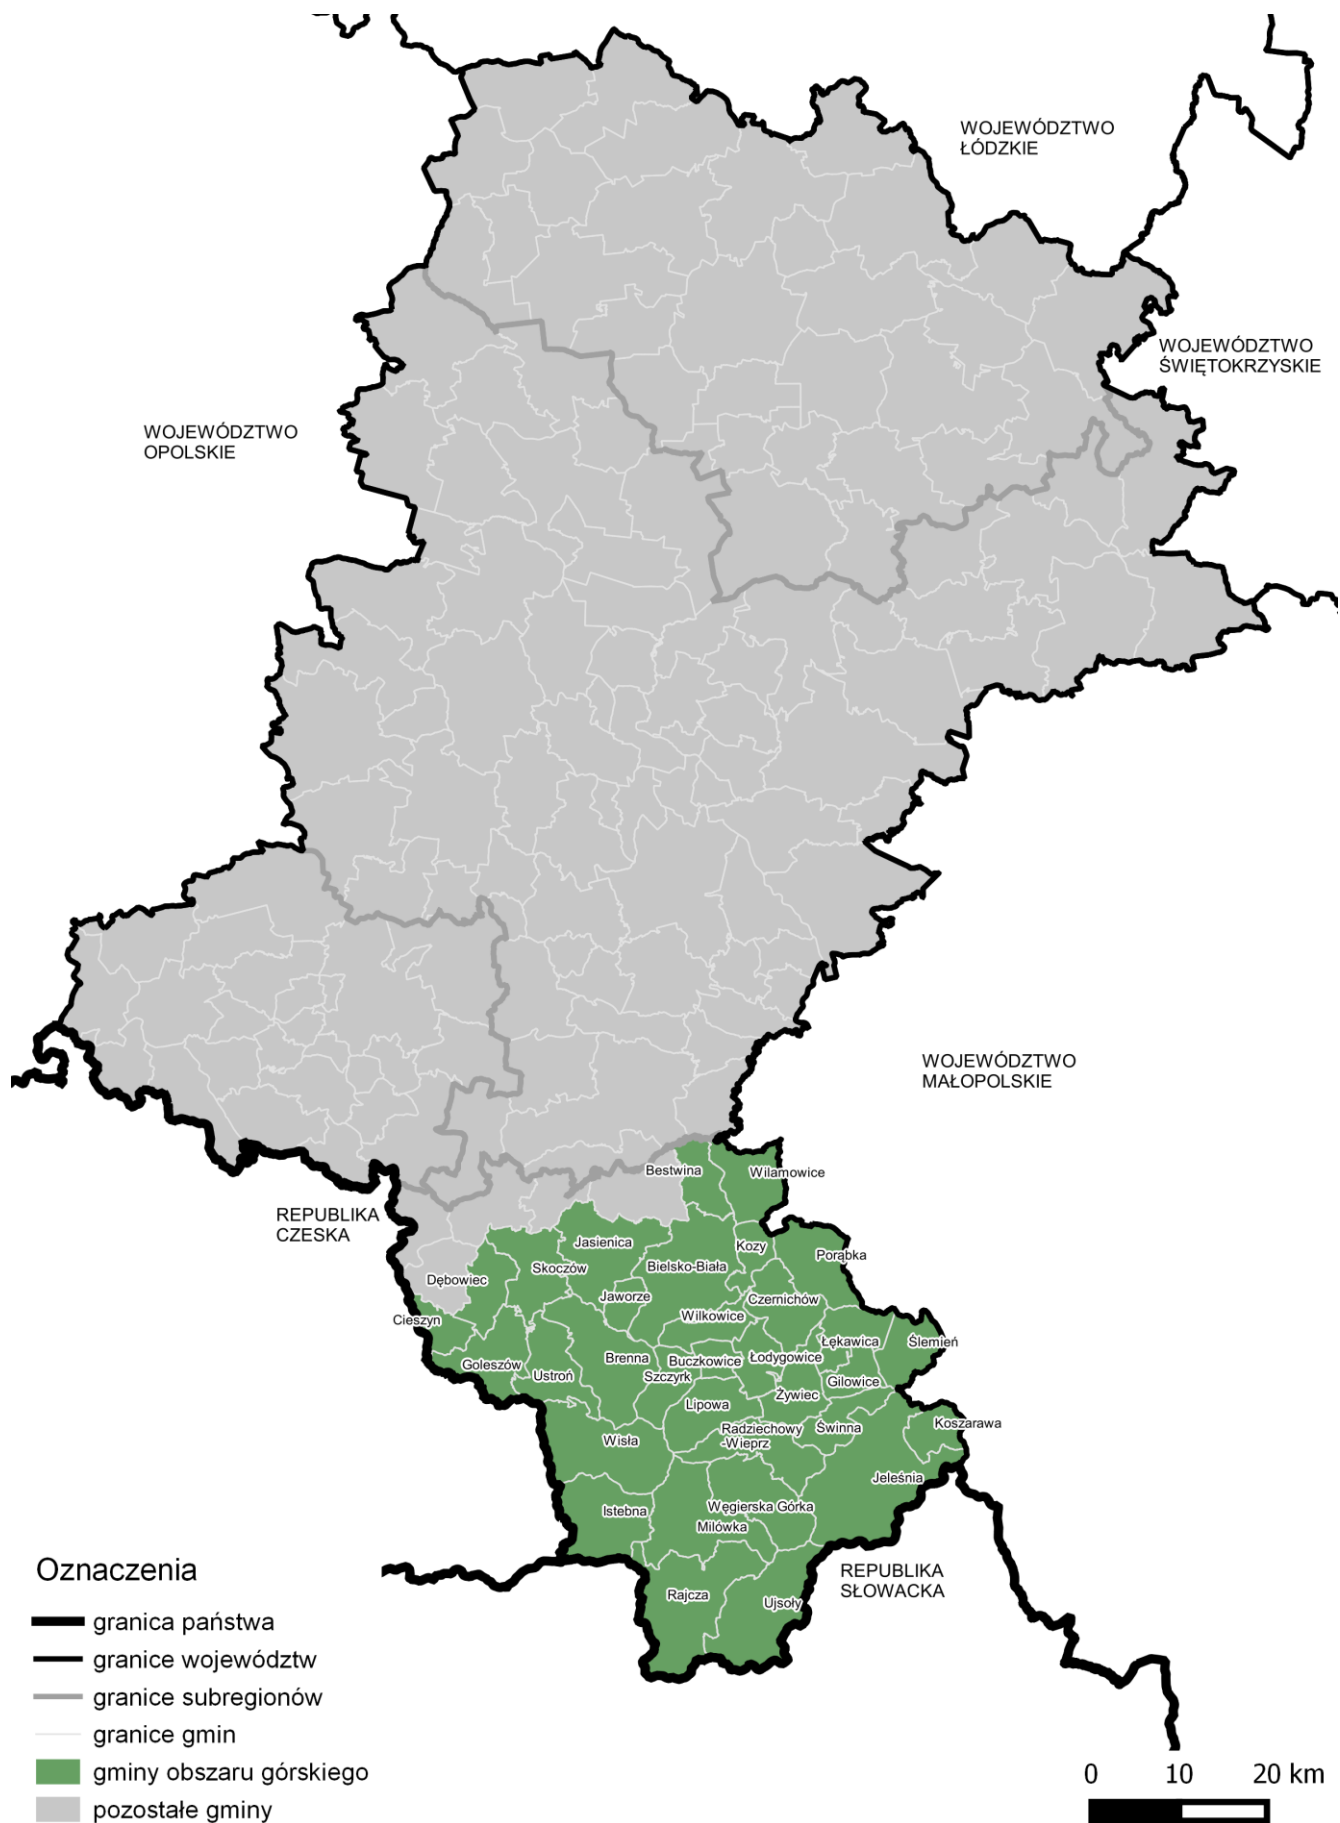 WOJEWÓDZTWO
ŁÓDZKIE
WOJEWÓDZTWO
ŚWIĘTOKRZYSKIE
WOJEWÓDZTWO
OPOLSKIE
WOJEWÓDZTWO
MAŁOPOLSKIE
REPUBLIKA
CZESKA
Bestwina
Wilamowice
Jasienica
Kozy
Porąbka
Skoczów
Bielsko-Biała
Dębowiec
Jaworze
Czernichów
Cieszyn
Wilkowice
Łękawica
Ślemień
Goleszów
Brenna
Buczkowice
Łodygowice
Ustroń
Szczyrk
Gilowice
Żywiec
Lipowa
Wisła
Radziechowy
-Wieprz
Świnna
Koszarawa
Jeleśnia
Istebna
Węgierska Górka
Milówka
Rajcza
Ujsoły
REPUBLIKA
SŁOWACKA
Oznaczenia
granica państwa
granice województw
granice subregionów
granice gmin
gminy obszaru górskiego
pozostałe gminy
0 10 20 km